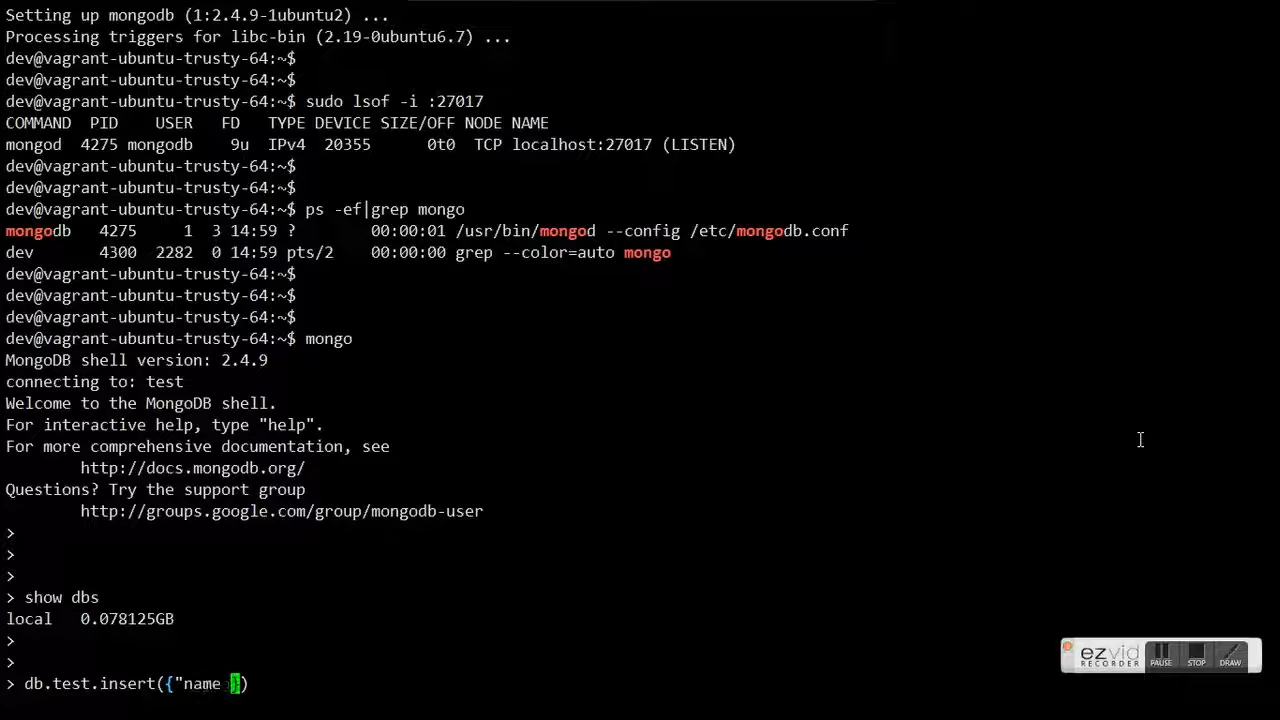 Setting up mongodb (1:2.4.9-1ubuntu2) ...
Processing triggers for libc-bin (2.19-0ubuntu6.7) ...
dev@vagrant-ubuntu-trusty-64:~$
dev@vagrant-ubuntu-trusty-64:~$
dev@vagrant-ubuntu-trusty-64:~$ sudo lsof -i :27017
COMMAND  PID    USER   FD   TYPE DEVICE SIZE/OFF NODE NAME
mongod  4275 mongodb    9u  IPv4  20355      0t0  TCP localhost:27017 (LISTEN)
dev@vagrant-ubuntu-trusty-64:~$
dev@vagrant-ubuntu-trusty-64:~$
dev@vagrant-ubuntu-trusty-64:~$ ps -ef|grep mongo
mongodb   4275     1  3 14:59 ?        00:00:01 /usr/bin/mongod --config /etc/mongodb.conf
dev       4300  2282  0 14:59 pts/2    00:00:00 grep --color=auto mongo
dev@vagrant-ubuntu-trusty-64:~$
dev@vagrant-ubuntu-trusty-64:~$
dev@vagrant-ubuntu-trusty-64:~$
dev@vagrant-ubuntu-trusty-64:~$ mongo
MongoDB shell version: 2.4.9
connecting to: test
Welcome to the MongoDB shell.
For interactive help, type "help".
For more comprehensive documentation, see
        http://docs.mongodb.org/
Questions? Try the support group
        http://groups.google.com/group/mongodb-user
>
>
>
> show dbs
local   0.078125GB
>
>
> db.test.insert({"name })
ezvid RECORDER PAUSE STOP DRAW